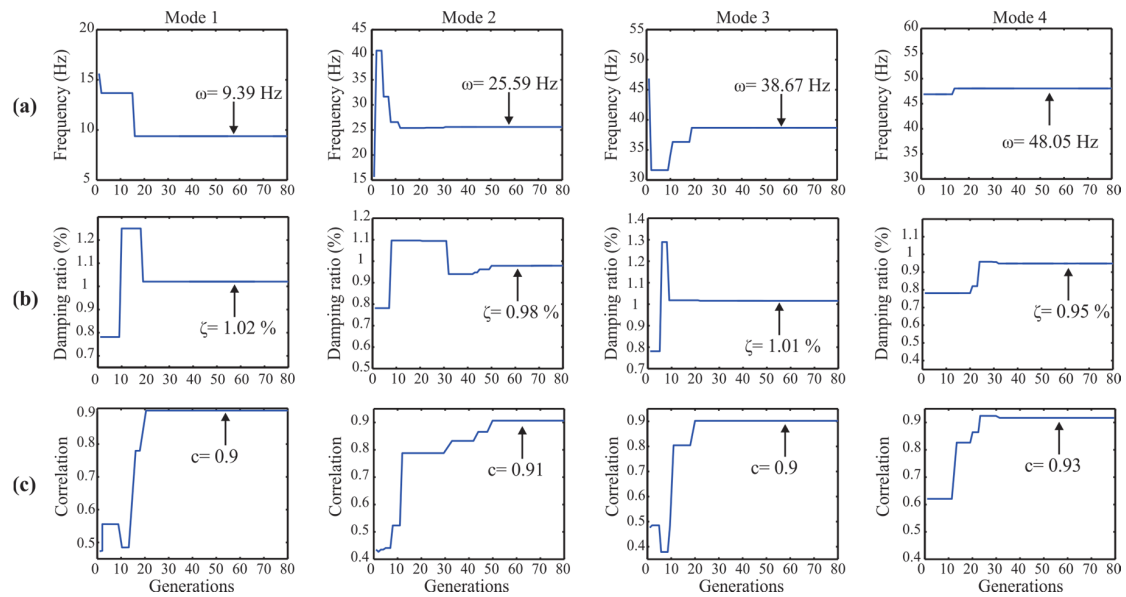 Mode 1 Mode 2 Mode 3 Mode 4
(a)
Frequency (Hz)
20
15
10
5
ω= 9.39 Hz
0 10 20 30 40 50 60 70 80
Frequency (Hz)
45
40
35
30
25
20
15
ω= 25.59 Hz
0 10 20 30 40 50 60 70 80
Frequency (Hz)
55
50
45
40
35
30
ω= 38.67 Hz
0 10 20 30 40 50 60 70 80
Frequency (Hz)
60
55
50
45
40
35
30
ω= 48.05 Hz
0 10 20 30 40 50 60 70 80
(b)
Damping ratio (%)
1.2
1.1
1
0.9
0.8
0.7
ζ= 1.02 %
0 10 20 30 40 50 60 70 80
Damping ratio (%)
1.2
1.1
1
0.9
0.8
0.7
0.6
0.5
ζ= 0.98 %
0 10 20 30 40 50 60 70 80
Damping ratio (%)
1.4
1.3
1.2
1.1
1
0.9
0.8
0.7
ζ= 1.01 %
0 10 20 30 40 50 60 70 80
Damping ratio (%)
1.1
1
0.9
0.8
0.7
0.6
0.5
0.4
ζ= 0.95 %
0 10 20 30 40 50 60 70 80
(c)
Correlation
0.9
0.8
0.7
0.6
0.5
c= 0.9
0 10 20 30 40 50 60 70 80
Generations
Correlation
0.9
0.8
0.7
0.6
0.5
0.4
c= 0.91
0 10 20 30 40 50 60 70 80
Generations
Correlation
0.9
0.8
0.7
0.6
0.5
0.4
c= 0.9
0 10 20 30 40 50 60 70 80
Generations
Correlation
0.9
0.8
0.7
0.6
0.5
0.4
c= 0.93
0 10 20 30 40 50 60 70 80
Generations